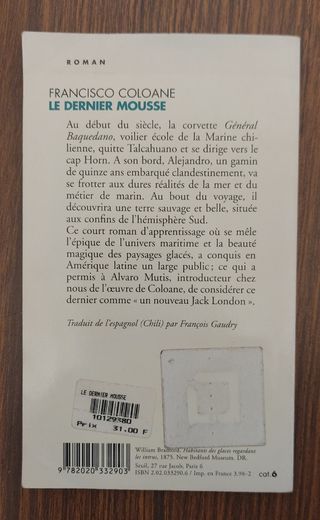 ROMAN
FRANCISCO COLOANE
LE DERNIER MOUSSE
Au début du siècle, la corvette Général
Baquedano, voilier école de la Marine chi-
lienne, quitte Talcahuano et se dirige vers le
cap Horn. A son bord, Alejandro, un gamin
de quinze ans embarqué clandestinement, va
se frotter aux dures réalités de la mer et du
métier de marin. Au bout du voyage, il
découvrira une terre sauvage et belle, située
aux confins de l'hémisphère Sud.
Ce court roman d'apprentissage où se mêle
l'épique de l'univers maritime et la beauté
magique des paysages glacés, a conquis en
Amérique latine un large public ; ce qui a
permis à Alvaro Mutis, introducteur chez
nous de l'œuvre de Coloane, de considérer ce
dernier comme « un nouveau Jack London ».
Traduit de l'espagnol (Chili) par François Gaudry
LE DERNIER MOUSSE
1012938D
Prix 31.00 F
William Bradford, Habitants des glaces regardant
les intrus, 1875. New Bedford Museum. DR.
Seuil, 27 rue Jacob, Paris 6
ISBN 2.02.033290.6 / Imp. en France 3.98-2
cat.6
9 782020 332903